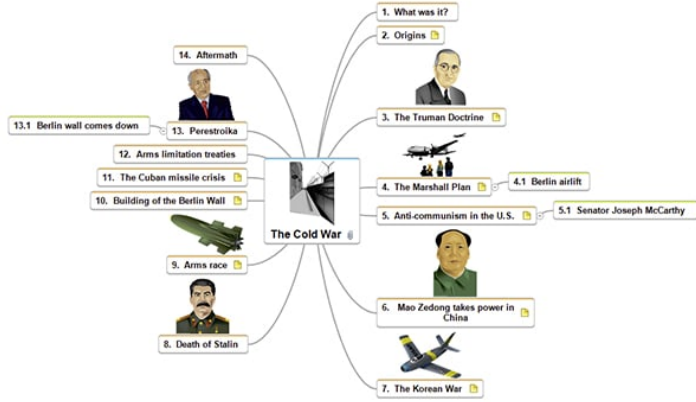 1. What was it?
2. Origins
3. The Truman Doctrine
4. The Marshall Plan
4.1 Berlin airlift
5. Anti-communism in the U.S.
5.1 Senator Joseph McCarthy
6. Mao Zedong takes power in
China
7. The Korean War
8. Death of Stalin
9. Arms race
10. Building of the Berlin Wall
11. The Cuban missile crisis
12. Arms limitation treaties
13. Perestroika
13.1 Berlin wall comes down
14. Aftermath
The Cold War